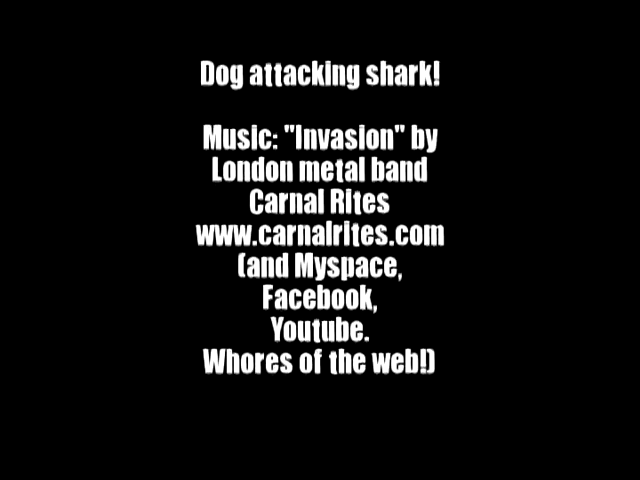 Dog attacking shark!
Music: "Invasion" by
London metal band
Carnal Rites
www.carnalrites.com
(and Myspace,
Facebook,
Youtube.
Whores of the web!)